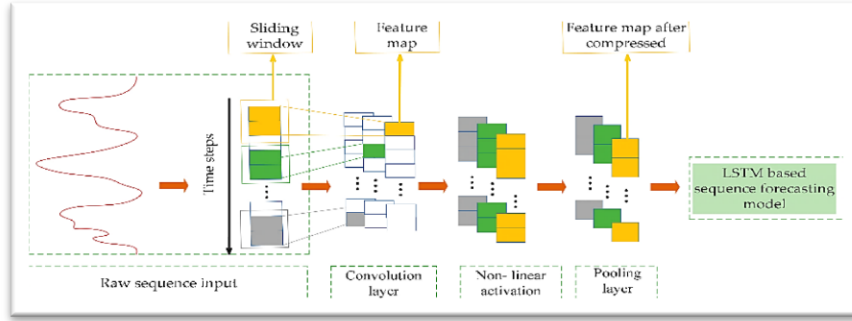 Sliding
window
Feature
map
Feature map after
compressed
Time steps
LSTM based
sequence forecasting
model
Raw sequence input
Convolution
layer
Non- linear
activation
Pooling
layer